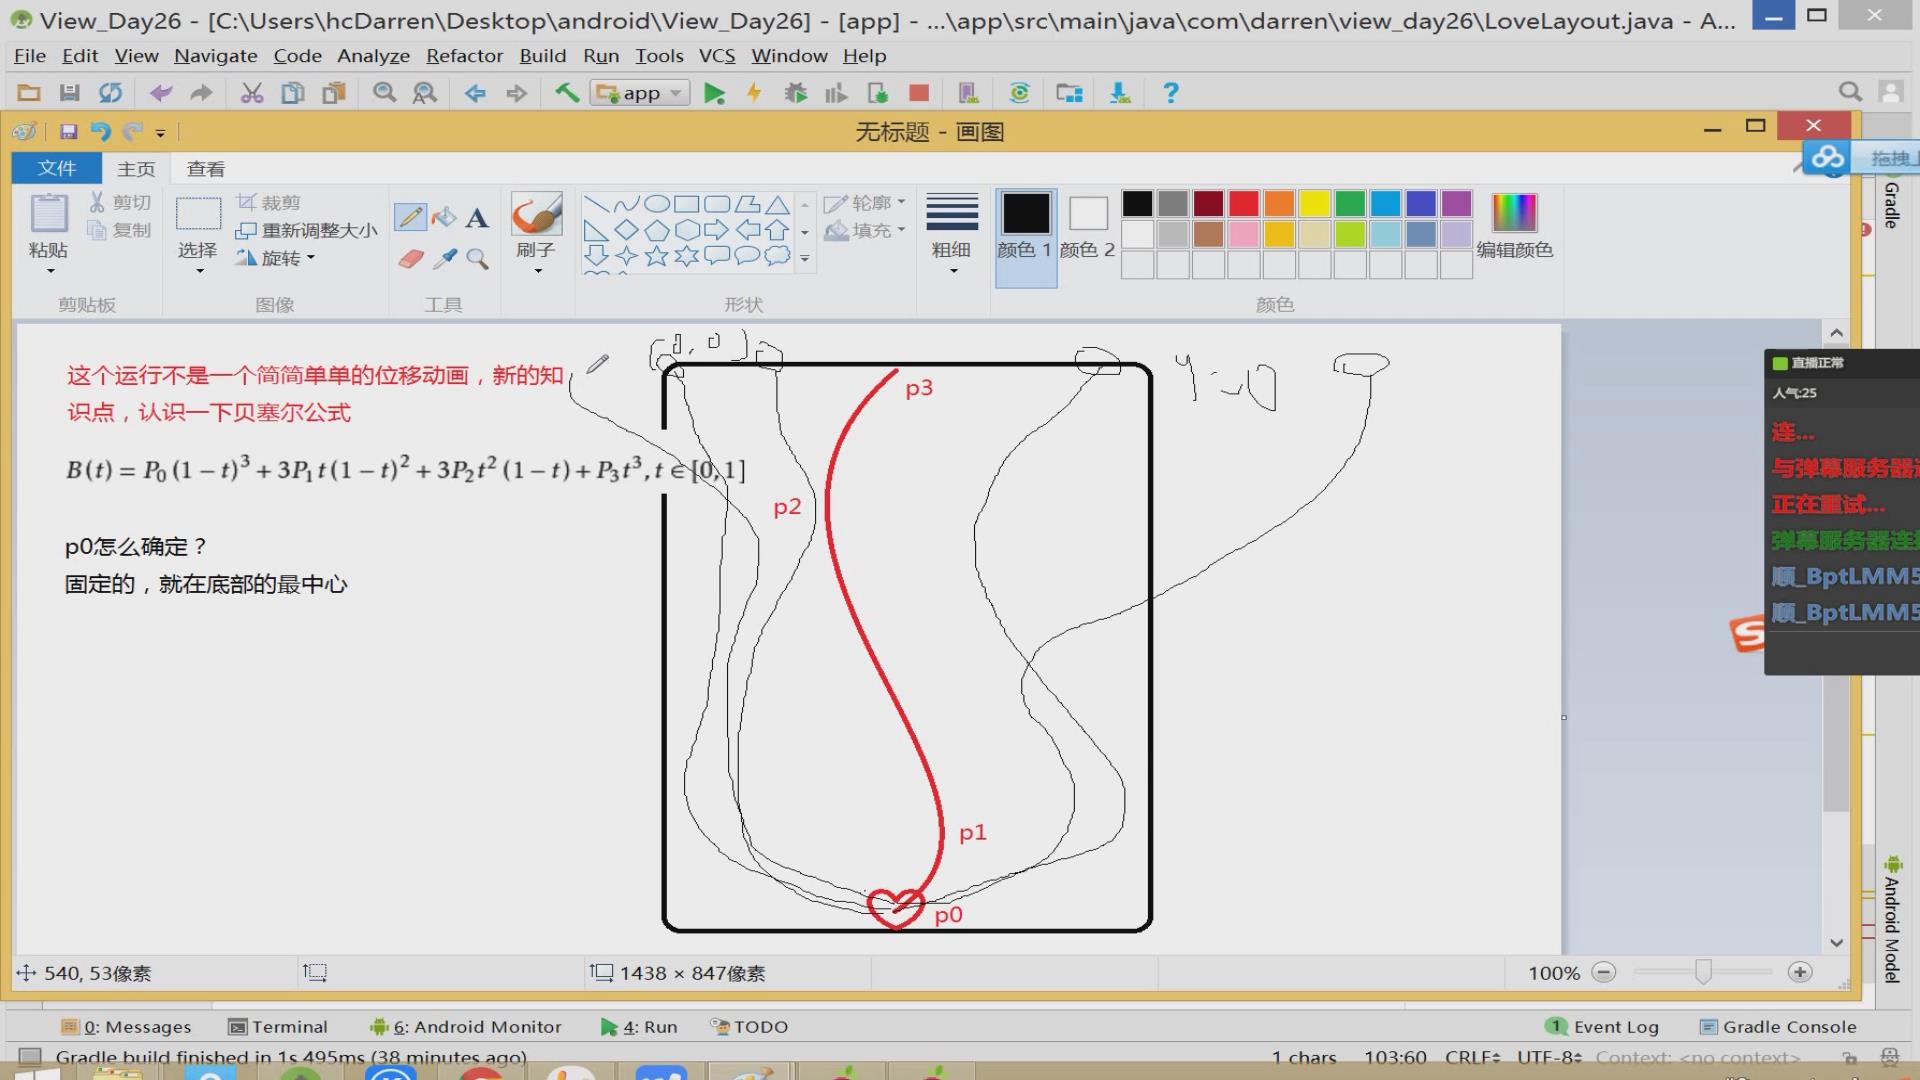 View_Day26 - [C:\Users\hcDarren\Desktop\android\View_Day26] - [app] - ...\app\src\main\java\com\darren\view_day26\LoveLayout.java - A...
File Edit View Navigate Code Analyze Refactor Build Run Tools VCS Window Help
app
无标题 - 画图
拖拽上
文件 主页 查看
粘贴 剪切 复制
选择 裁剪 重新调整大小 旋转
A
刷子
轮廓 填充
粗细
颜色 1 颜色 2
编辑颜色
剪贴板 图像 工具 形状 颜色
Gradle
这个运行不是一个简简单单的位移动画，新的知
识点，认识一下贝塞尔公式
B(t) = P₀ (1 − t)³ + 3P₁ t (1 − t)² + 3P₂ t² (1 − t) + P₃ t³, t ∈ [0,1]
p0怎么确定？
固定的，就在底部的最中心
p3
p2
p1
p0
直播正常
人气:25
连...
与弹幕服务器
正在重试...
弹幕服务器连
顺_BptLMM5
顺_BptLMM5
Android Model
540, 53像素 1438 × 847像素 100%
0: Messages Terminal 6: Android Monitor 4: Run TODO 1 Event Log Gradle Console
Gradle build finished in 1s 495ms (38 minutes ago) 1 chars 103:60 CRLF UTF-8 Context: <no context>